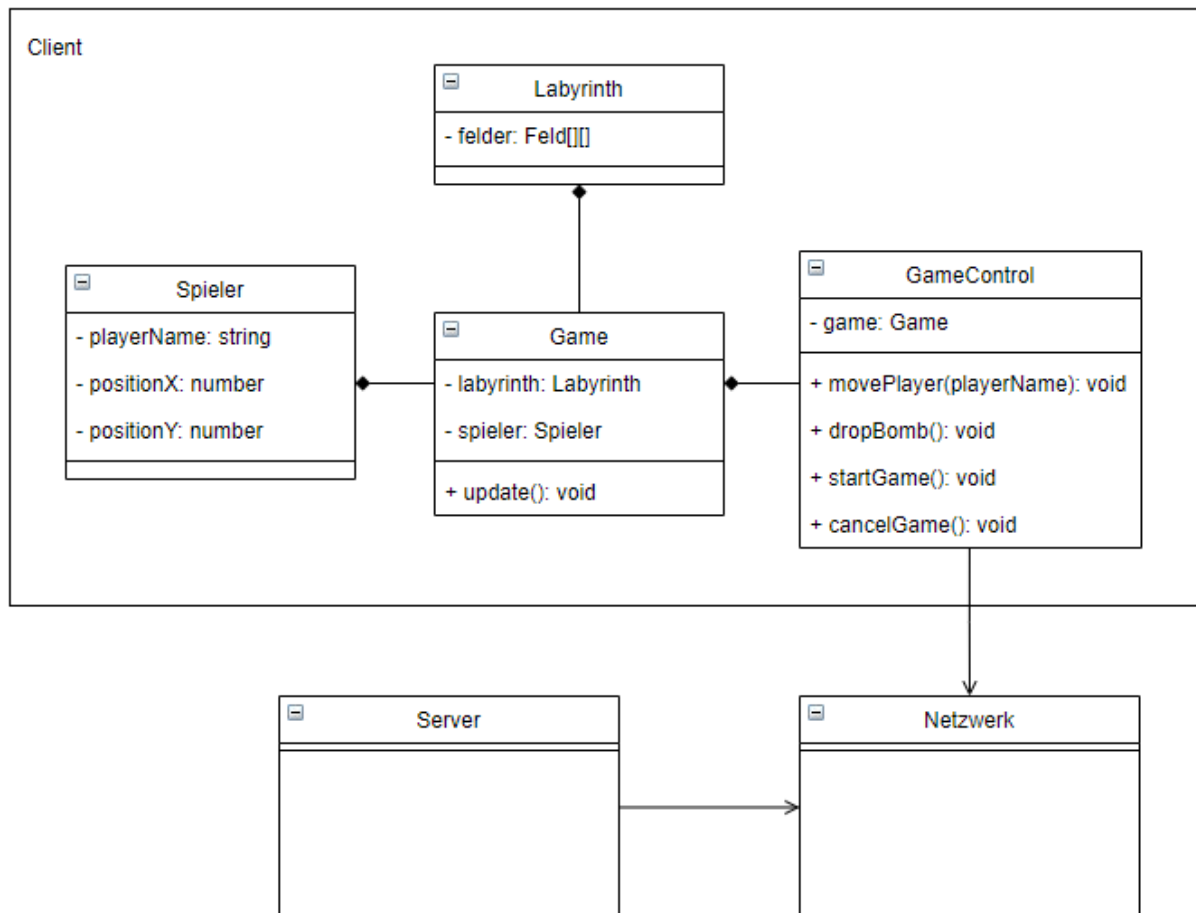 Client
Labyrinth
- felder: Feld[][]
Spieler
- playerName: string
- positionX: number
- positionY: number
Game
- labyrinth: Labyrinth
- spieler: Spieler
+ update(): void
GameControl
- game: Game
+ movePlayer(playerName): void
+ dropBomb(): void
+ startGame(): void
+ cancelGame(): void
Server
Netzwerk